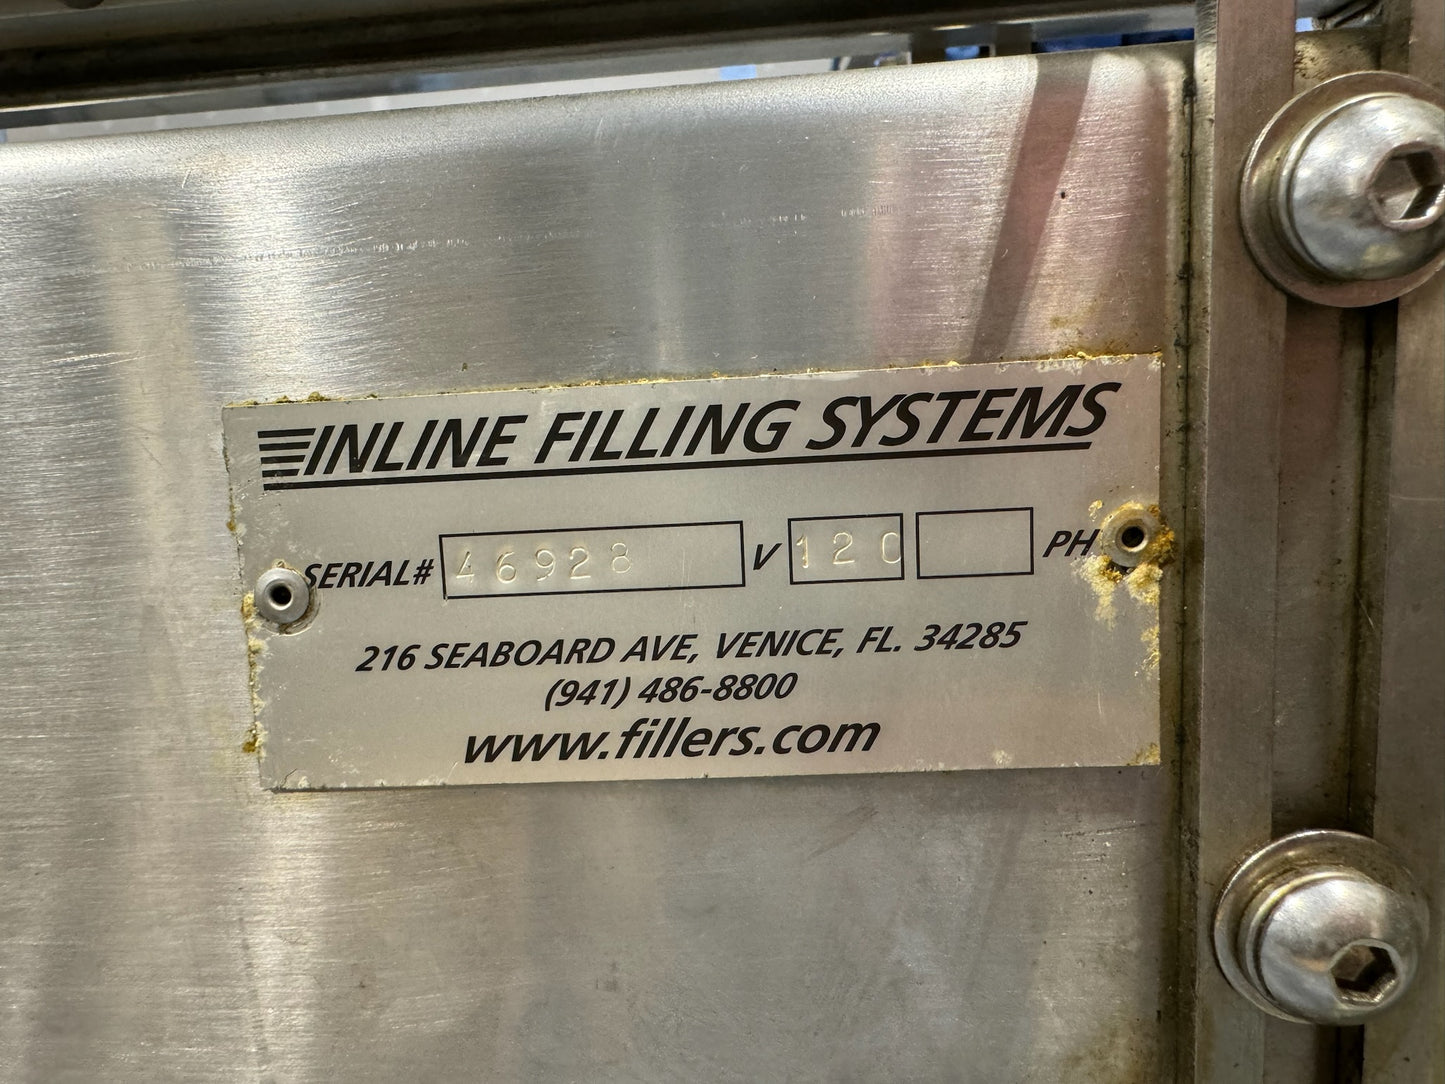 INLINE FILLING SYSTEMS
SERIAL# 46928 V 120 PH
216 SEABOARD AVE, VENICE, FL. 34285
(941) 486-8800
www.fillers.com